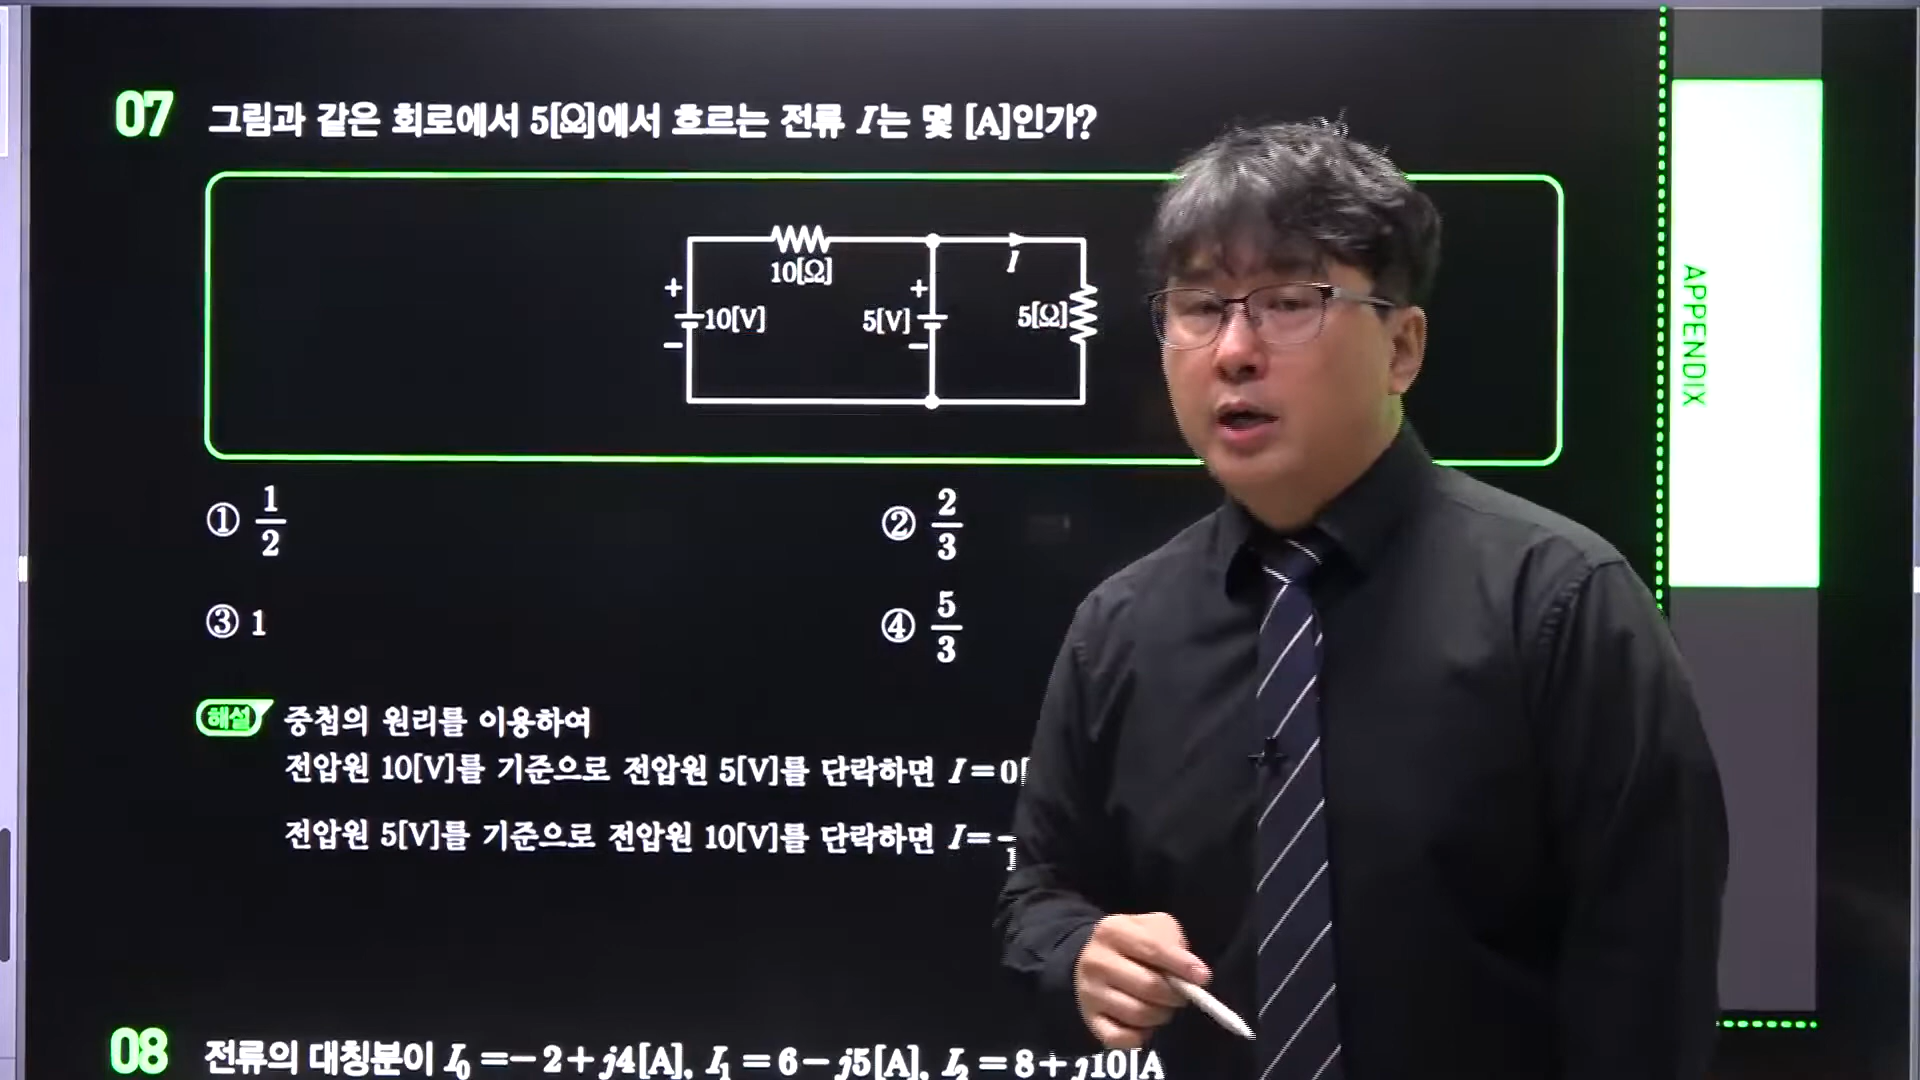 07 그림과 같은 회로에서 5[Ω]에서 흐르는 전류 I는 몇 [A]인가?
10[Ω]
I
+
+
10[V]
5[V]
5[Ω]
−
−
① 1/2
② 2/3
③ 1
④ 5/3
해설 중첩의 원리를 이용하여
전압원 10[V]를 기준으로 전압원 5[V]를 단락하면 I=0[
전압원 5[V]를 기준으로 전압원 10[V]를 단락하면 I=
08 전류의 대칭분이 I₀=−2+j4[A], I₁=6−j5[A], I₂=8+j10[A
APPENDIX